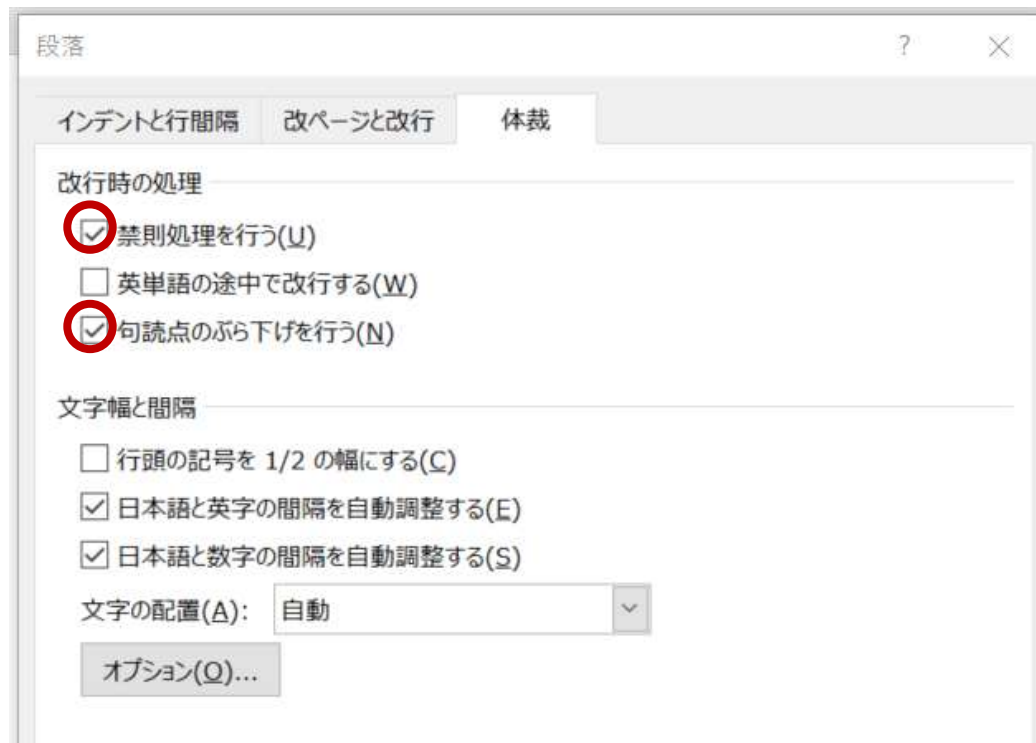 段落 ?
インデントと行間隔 改ページと改行 体裁
改行時の処理
禁則処理を行う(U)
英単語の途中で改行する(W)
句読点のぶら下げを行う(N)
文字幅と間隔
行頭の記号を 1/2 の幅にする(C)
日本語と英字の間隔を自動調整する(E)
日本語と数字の間隔を自動調整する(S)
文字の配置(A): 自動
オプション(O)...